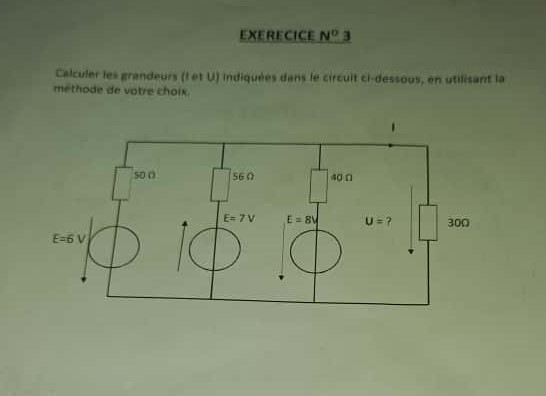 EXERECICE Nº 3
Calculer les grandeurs (I et U) indiquées dans le circuit ci-dessous, en utilisant la
méthode de votre choix.
I
50 Ω
56 Ω
40 Ω
E=6 V
E= 7 V
E = 8V
U = ?
30Ω